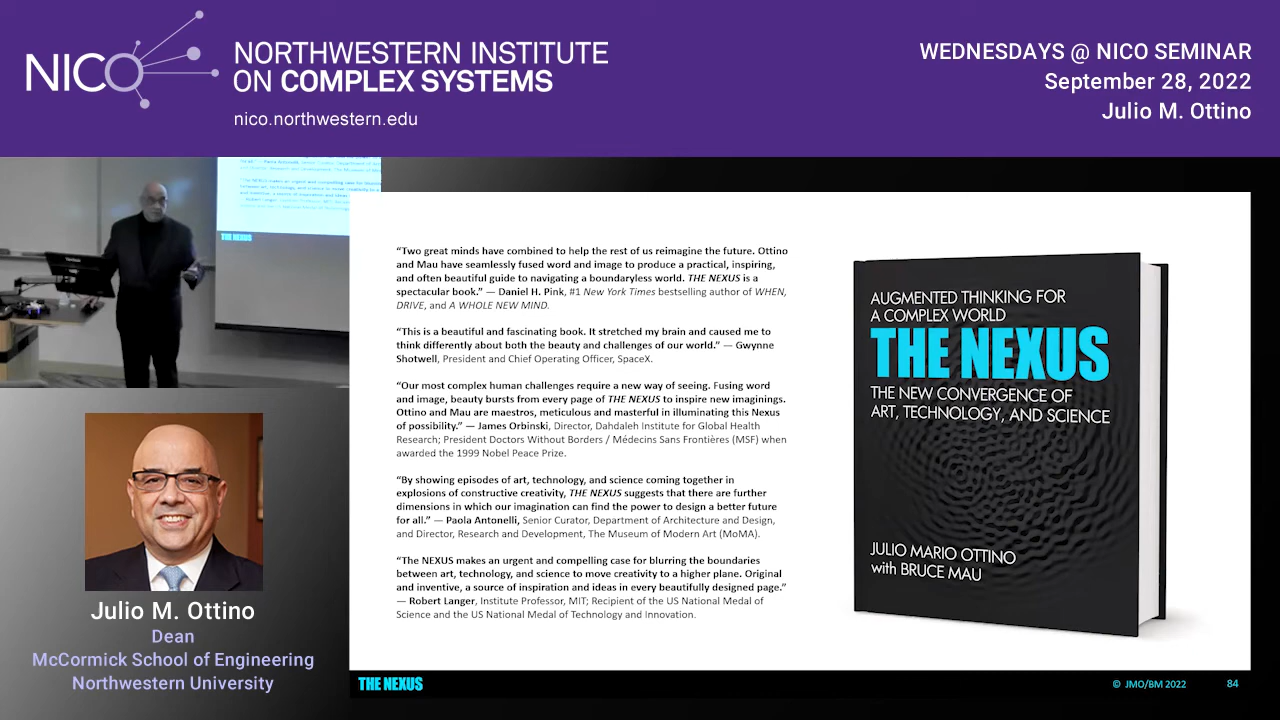 NICO
NORTHWESTERN INSTITUTE
ON COMPLEX SYSTEMS
nico.northwestern.edu
WEDNESDAYS @ NICO SEMINAR
September 28, 2022
Julio M. Ottino
THE NEXUS
Julio M. Ottino
Dean
McCormick School of Engineering
Northwestern University
“Two great minds have combined to help the rest of us reimagine the future. Ottino
and Mau have seamlessly fused word and image to produce a practical, inspiring,
and often beautiful guide to navigating a boundaryless world. THE NEXUS is a
spectacular book.” — Daniel H. Pink, #1 New York Times bestselling author of WHEN,
DRIVE, and A WHOLE NEW MIND.
“This is a beautiful and fascinating book. It stretched my brain and caused me to
think differently about both the beauty and challenges of our world.” — Gwynne
Shotwell, President and Chief Operating Officer, SpaceX.
“Our most complex human challenges require a new way of seeing. Fusing word
and image, beauty bursts from every page of THE NEXUS to inspire new imaginings.
Ottino and Mau are maestros, meticulous and masterful in illuminating this Nexus
of possibility.” — James Orbinski, Director, Dahdaleh Institute for Global Health
Research; President Doctors Without Borders / Médecins Sans Frontières (MSF) when
awarded the 1999 Nobel Peace Prize.
“By showing episodes of art, technology, and science coming together in
explosions of constructive creativity, THE NEXUS suggests that there are further
dimensions in which our imagination can find the power to design a better future
for all.” — Paola Antonelli, Senior Curator, Department of Architecture and Design,
and Director, Research and Development, The Museum of Modern Art (MoMA).
“The NEXUS makes an urgent and compelling case for blurring the boundaries
between art, technology, and science to move creativity to a higher plane. Original
and inventive, a source of inspiration and ideas in every beautifully designed page.”
— Robert Langer, Institute Professor, MIT; Recipient of the US National Medal of
Science and the US National Medal of Technology and Innovation.
AUGMENTED THINKING FOR
A COMPLEX WORLD
THE NEXUS
THE NEW CONVERGENCE OF
ART, TECHNOLOGY, AND SCIENCE
JULIO MARIO OTTINO
with BRUCE MAU
THE NEXUS
© JMO/BM 2022
84